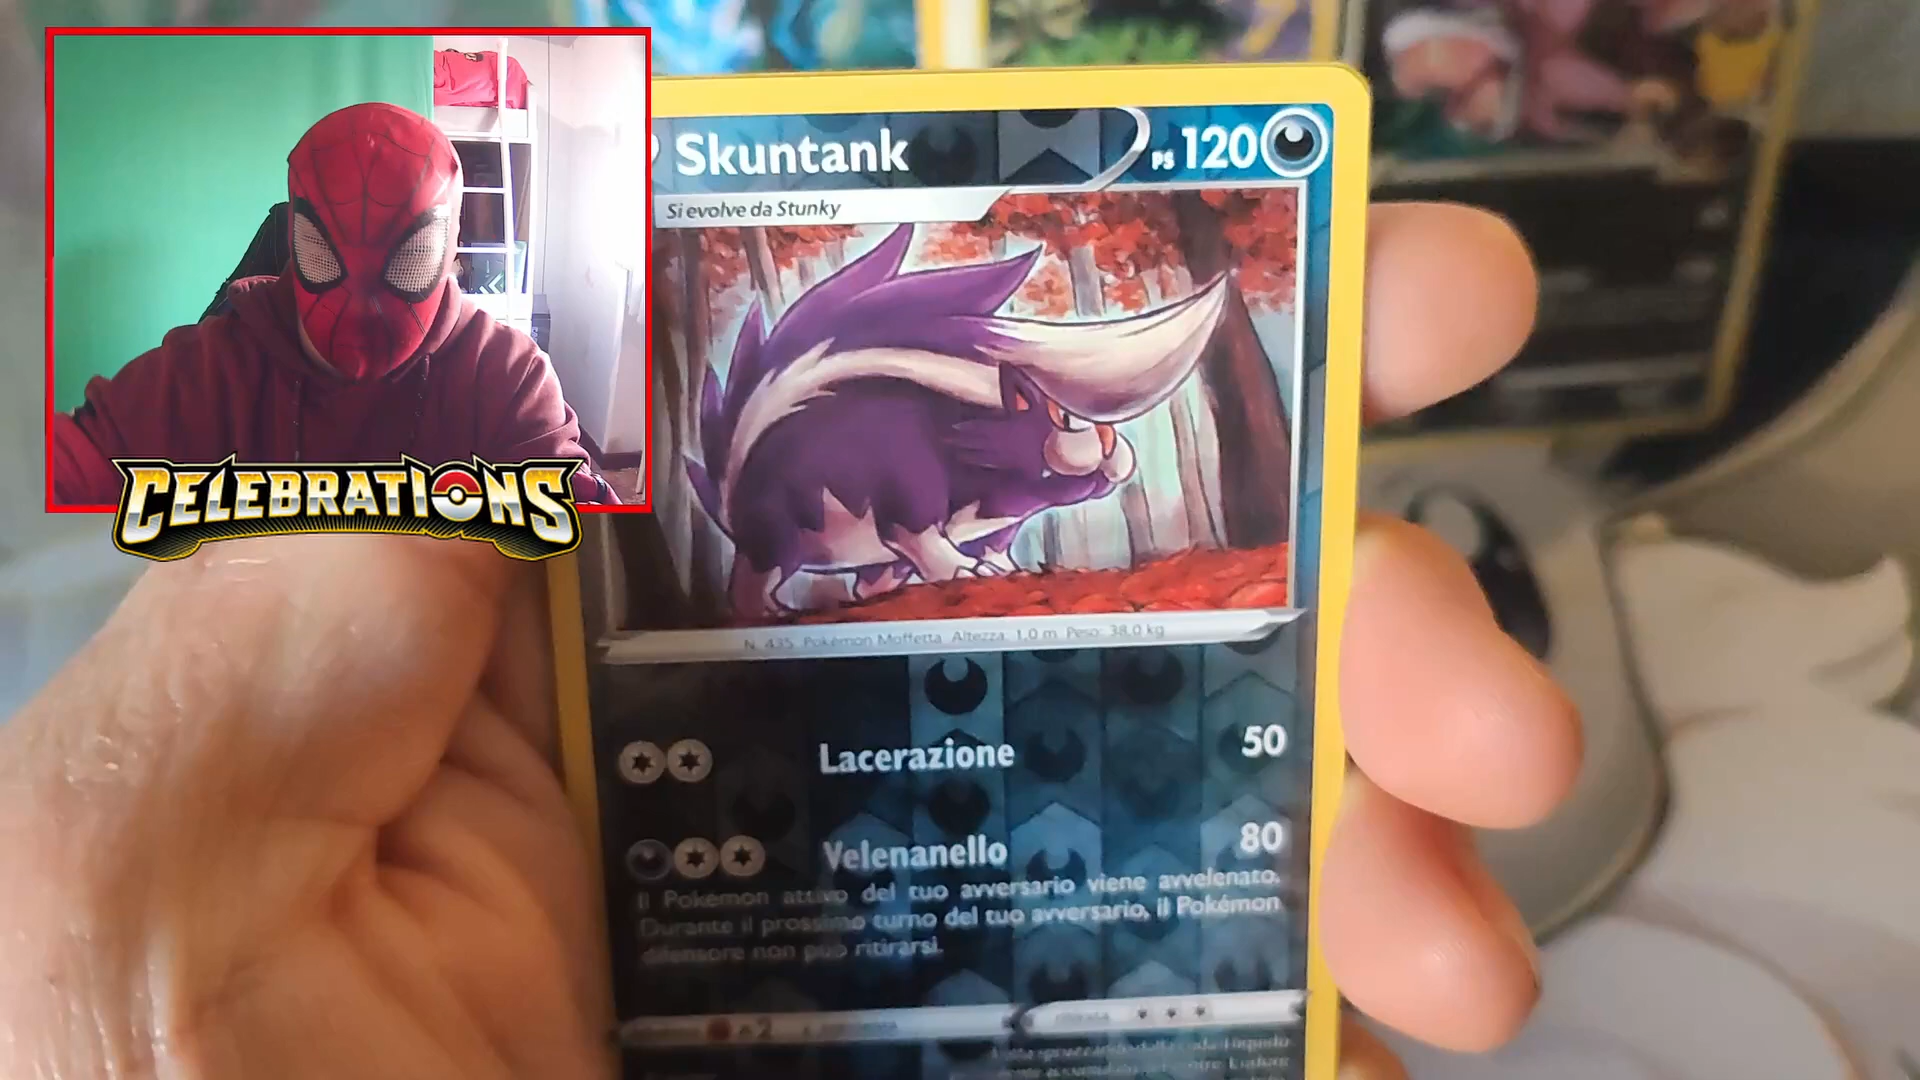 Skuntank
PS 120
Si evolve da Stunky
CELEBRATIONS
N. 435 Pokémon Moffetta Altezza: 1,0 m Peso: 38,0 kg
Lacerazione 50
Velenanello 80
Il Pokémon attivo del tuo avversario viene avvelenato.
Durante il prossimo turno del tuo avversario, il Pokémon
difensore non può ritirarsi.
×2